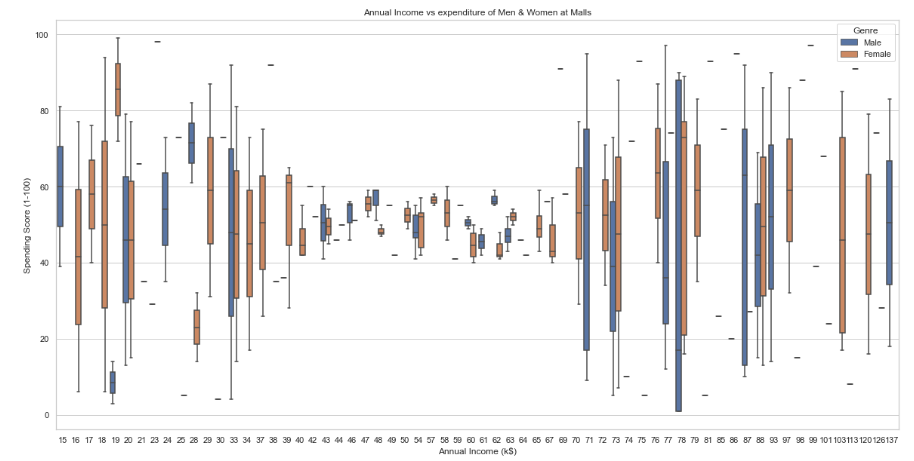 Annual Income vs expenditure of Men & Women at Malls
Genre
Male
Female
Spending Score (1-100)
100
80
60
40
20
0
15 16 17 18 19 20 21 23 24 25 28 29 30 33 34 37 38 39 40 42 43 44 46 47 48 49 50 54 57 58 59 60 61 62 63 64 65 67 69 70 71 72 73 74 75 76 77 78 79 81 85 86 87 88 93 97 98 99 101 103 113 120 126 137
Annual Income (k$)